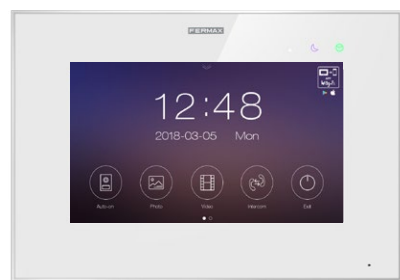 FERMAX
12:48
2018-03-05 Mon
Auto-on
Photo
Video
Intercom
Exit